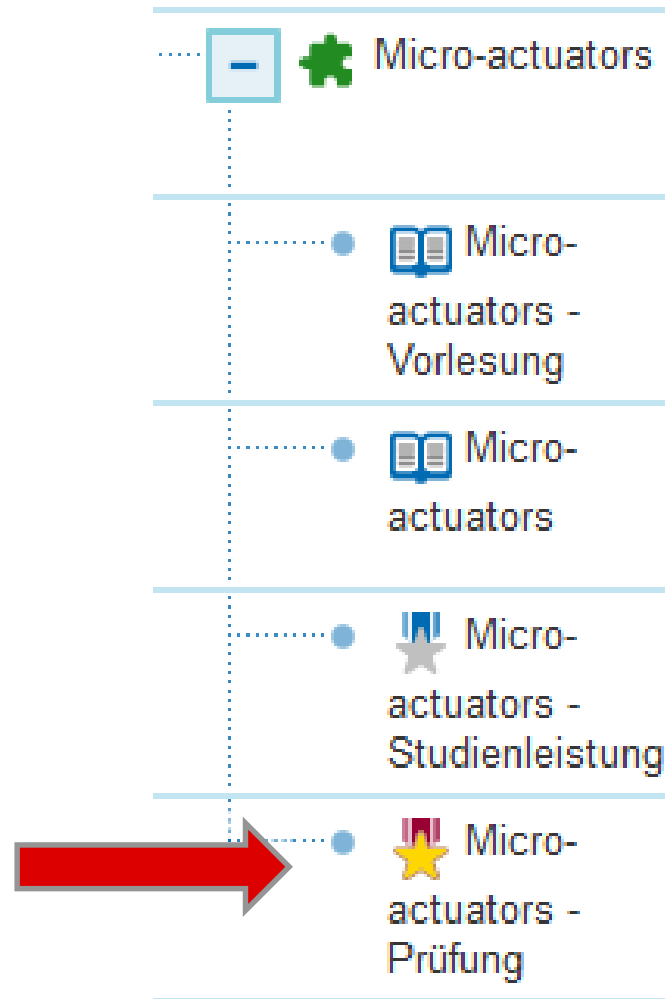 Micro-actuators
Micro-
actuators -
Vorlesung
Micro-
actuators
Micro-
actuators -
Studienleistung
Micro-
actuators -
Prüfung